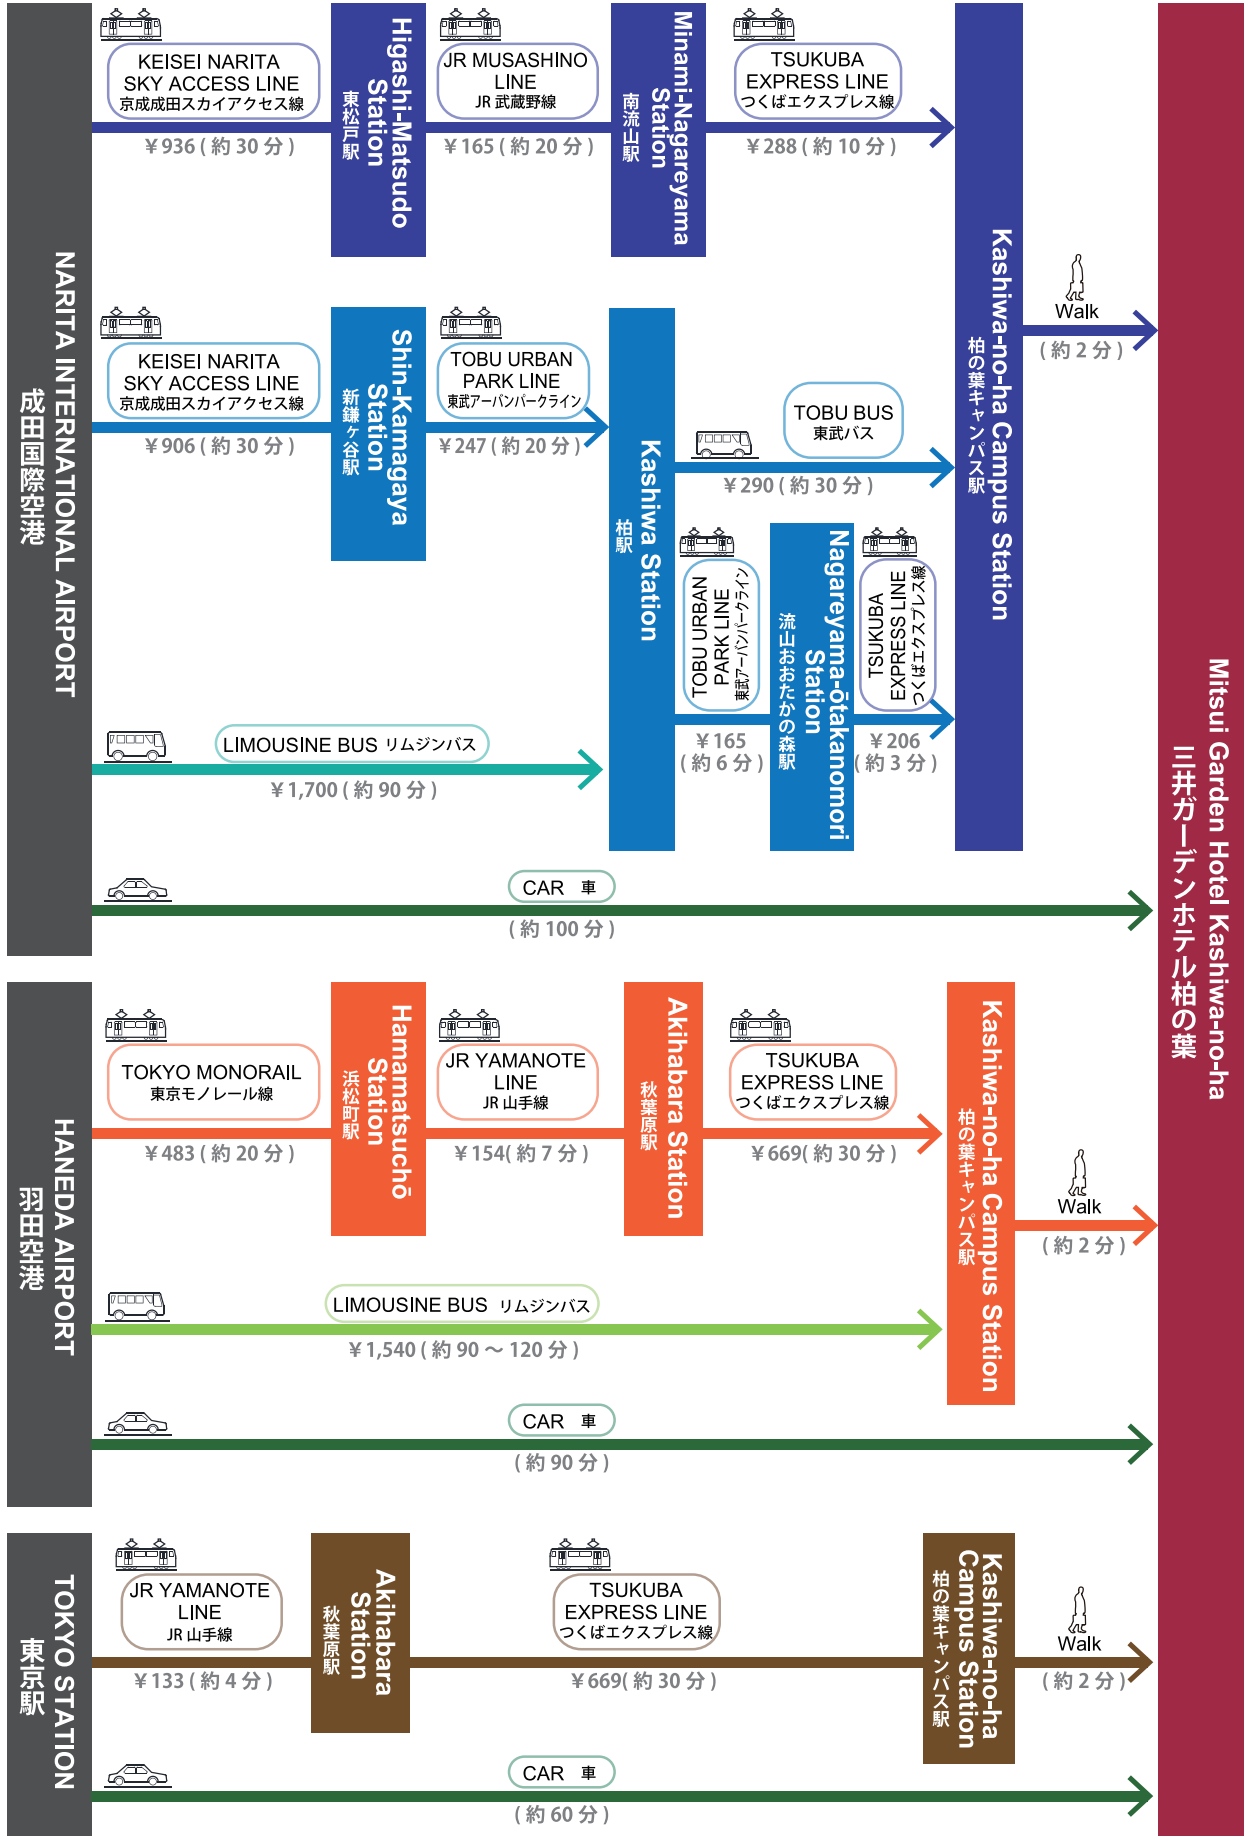 NARITA INTERNATIONAL AIRPORT
成田国際空港
KEISEI NARITA
SKY ACCESS LINE
京成成田スカイアクセス線
¥936 ( 約 30 分 )
Higashi-Matsudo
Station
東松戸駅
JR MUSASHINO
LINE
JR 武蔵野線
¥165 ( 約 20 分 )
Minami-Nagareyama
Station
南流山駅
TSUKUBA
EXPRESS LINE
つくばエクスプレス線
¥288 ( 約 10 分 )
Kashiwa-no-ha Campus Station
柏の葉キャンパス駅
Walk
( 約 2 分 )
KEISEI NARITA
SKY ACCESS LINE
京成成田スカイアクセス線
¥906 ( 約 30 分 )
Shin-Kamagaya
Station
新鎌ヶ谷駅
TOBU URBAN
PARK LINE
東武アーバンパークライン
¥247 ( 約 20 分 )
Kashiwa Station
柏駅
TOBU BUS
東武バス
¥290 ( 約 30 分 )
TOBU URBAN
PARK LINE
東武アーバンパークライン
¥165
( 約 6 分 )
Nagareyama-ōtakanomori
Station
流山おおたかの森駅
TSUKUBA
EXPRESS LINE
つくばエクスプレス線
¥206
( 約 3 分 )
LIMOUSINE BUS リムジンバス
¥1,700 ( 約 90 分 )
CAR 車
( 約 100 分 )
Mitsui Garden Hotel Kashiwa-no-ha
三井ガーデンホテル柏の葉
HANEDA AIRPORT
羽田空港
TOKYO MONORAIL
東京モノレール線
¥483 ( 約 20 分 )
Hamamatsuchō
Station
浜松町駅
JR YAMANOTE
LINE
JR 山手線
¥154( 約 7 分 )
Akihabara Station
秋葉原駅
TSUKUBA
EXPRESS LINE
つくばエクスプレス線
¥669( 約 30 分 )
Kashiwa-no-ha Campus Station
柏の葉キャンパス駅
Walk
( 約 2 分 )
LIMOUSINE BUS リムジンバス
¥1,540 ( 約 90 ～ 120 分 )
CAR 車
( 約 90 分 )
TOKYO STATION
東京駅
JR YAMANOTE
LINE
JR 山手線
¥133 ( 約 4 分 )
Akihabara
Station
秋葉原駅
TSUKUBA
EXPRESS LINE
つくばエクスプレス線
¥669( 約 30 分 )
Kashiwa-no-ha
Campus Station
柏の葉キャンパス駅
Walk
( 約 2 分 )
CAR 車
( 約 60 分 )